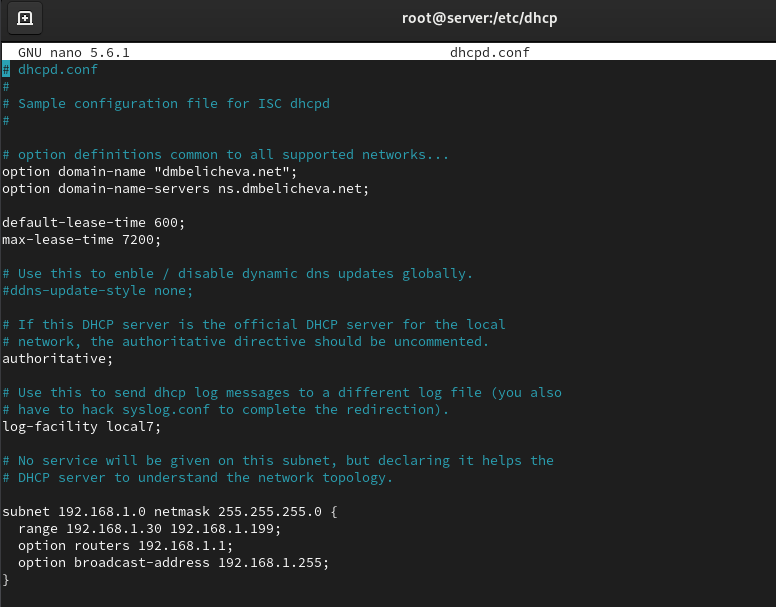 root@server:/etc/dhcp
GNU nano 5.6.1 dhcpd.conf
# dhcpd.conf
#
# Sample configuration file for ISC dhcpd
#
# option definitions common to all supported networks...
option domain-name "dmbelicheva.net";
option domain-name-servers ns.dmbelicheva.net;
default-lease-time 600;
max-lease-time 7200;
# Use this to enble / disable dynamic dns updates globally.
#ddns-update-style none;
# If this DHCP server is the official DHCP server for the local
# network, the authoritative directive should be uncommented.
authoritative;
# Use this to send dhcp log messages to a different log file (you also
# have to hack syslog.conf to complete the redirection).
log-facility local7;
# No service will be given on this subnet, but declaring it helps the
# DHCP server to understand the network topology.
subnet 192.168.1.0 netmask 255.255.255.0 {
  range 192.168.1.30 192.168.1.199;
  option routers 192.168.1.1;
  option broadcast-address 192.168.1.255;
}